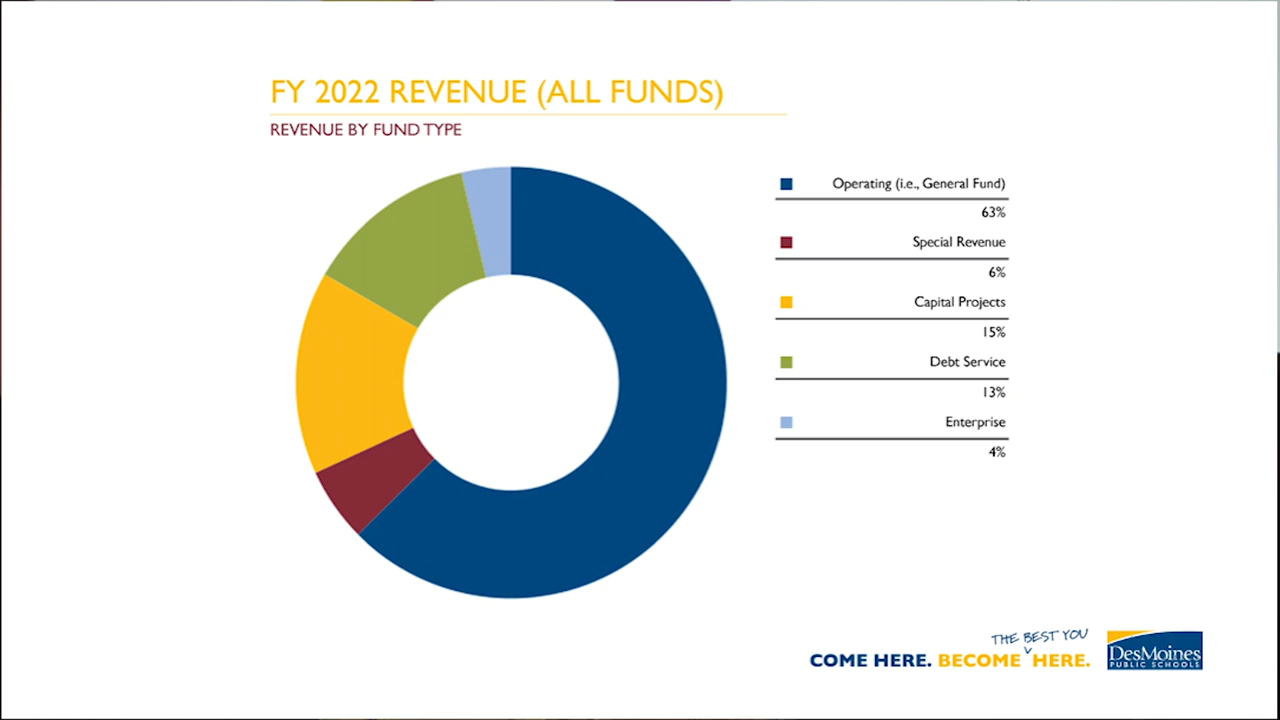 FY 2022 REVENUE (ALL FUNDS)
REVENUE BY FUND TYPE
Operating (i.e., General Fund)
63%
Special Revenue
6%
Capital Projects
15%
Debt Service
13%
Enterprise
4%
THE BEST YOU
COME HERE. BECOME HERE.
DesMoines
PUBLIC SCHOOLS